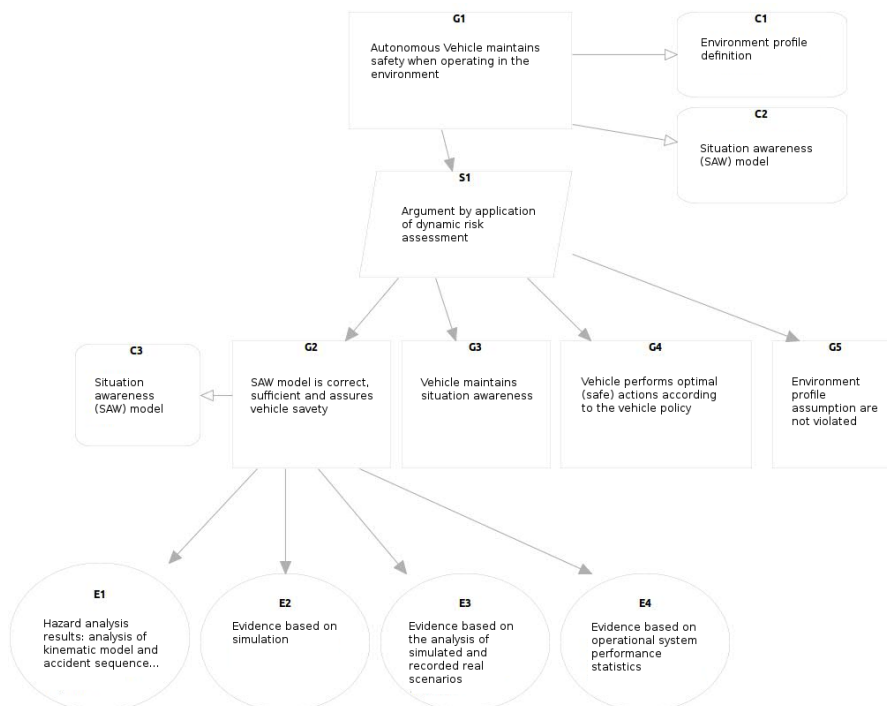 G1
Autonomous Vehicle maintains
safety when operating in the
environment
C1
Environment profile
definition
C2
Situation awareness
(SAW) model
S1
Argument by application
of dynamic risk
assessment
C3
Situation
awareness
(SAW) model
G2
SAW model is correct,
sufficient and assures
vehicle savety
G3
Vehicle maintains
situation awareness
G4
Vehicle performs optimal
(safe) actions according
to the vehicle policy
G5
Environment
profile
assumption are
not violated
E1
Hazard analysis
results: analysis of
kinematic model and
accident sequence...
E2
Evidence based on
simulation
E3
Evidence based on
the analysis of
simulated and
recorded real
scenarios
E4
Evidence based on
operational system
performance
statistics